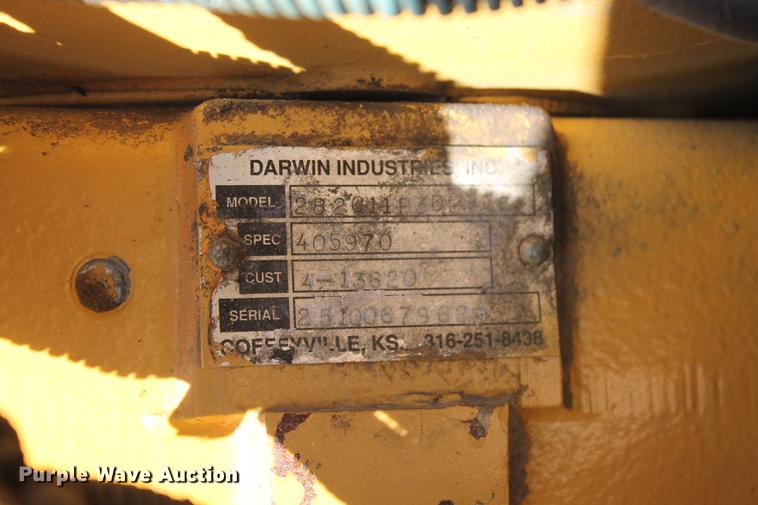 DARWIN INDUSTRIES, INC.
MODEL
SPEC 405970
CUST 4-13620
SERIAL
COFFEYVILLE, KS. 316-251-8438
Purple Wave Auction